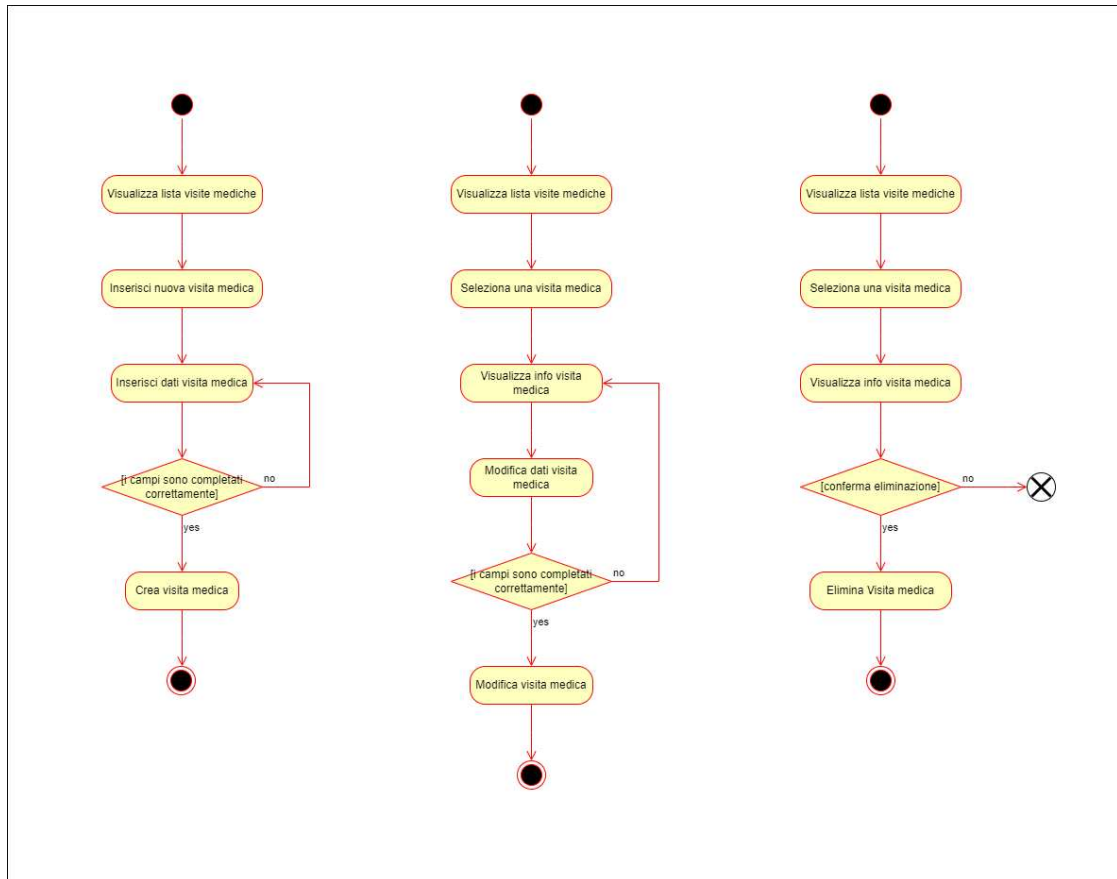 Visualizza lista visite mediche
Inserisci nuova visita medica
Inserisci dati visita medica
[i campi sono completati
correttamente]
no
yes
Crea visita medica
Visualizza lista visite mediche
Seleziona una visita medica
Visualizza info visita
medica
Modifica dati visita
medica
[i campi sono completati
correttamente]
no
yes
Modifica visita medica
Visualizza lista visite mediche
Seleziona una visita medica
Visualizza info visita medica
[conferma eliminazione]
no
yes
Elimina Visita medica